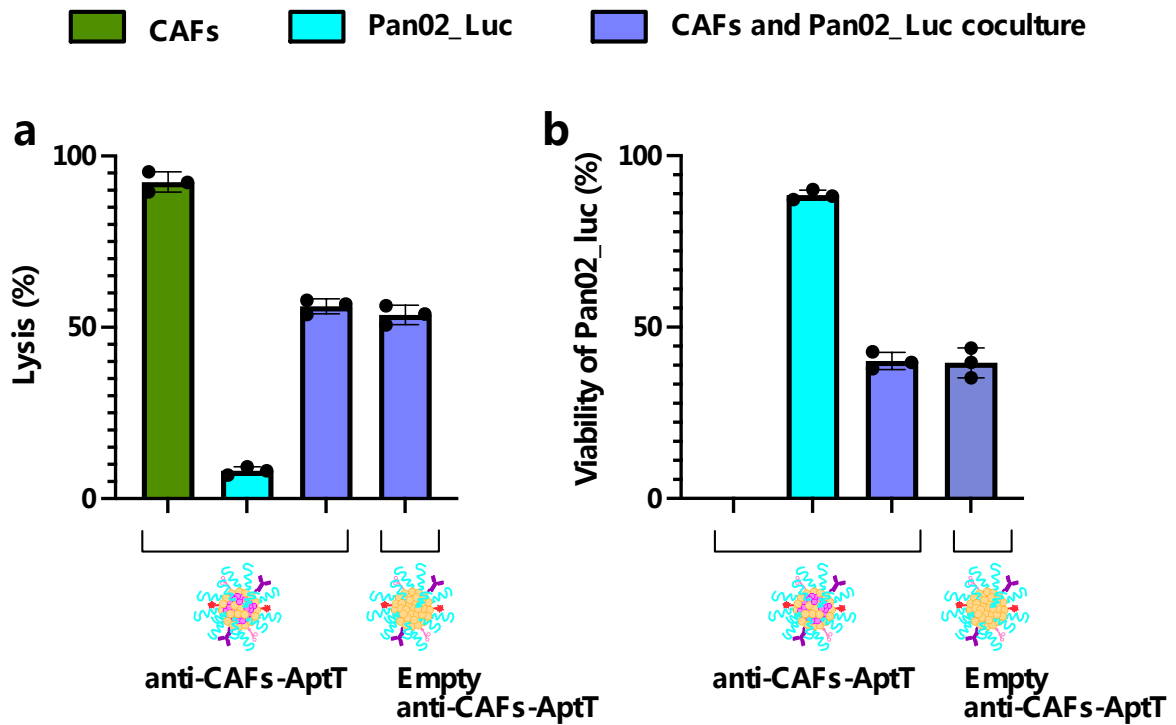 CAFs
Pan02_Luc
CAFs and Pan02_Luc coculture
a
100
50
0
Lysis (%)
anti-CAFs-AptT
Empty
anti-CAFs-AptT
b
100
50
0
Viability of Pan02_luc (%)
anti-CAFs-AptT
Empty
anti-CAFs-AptT